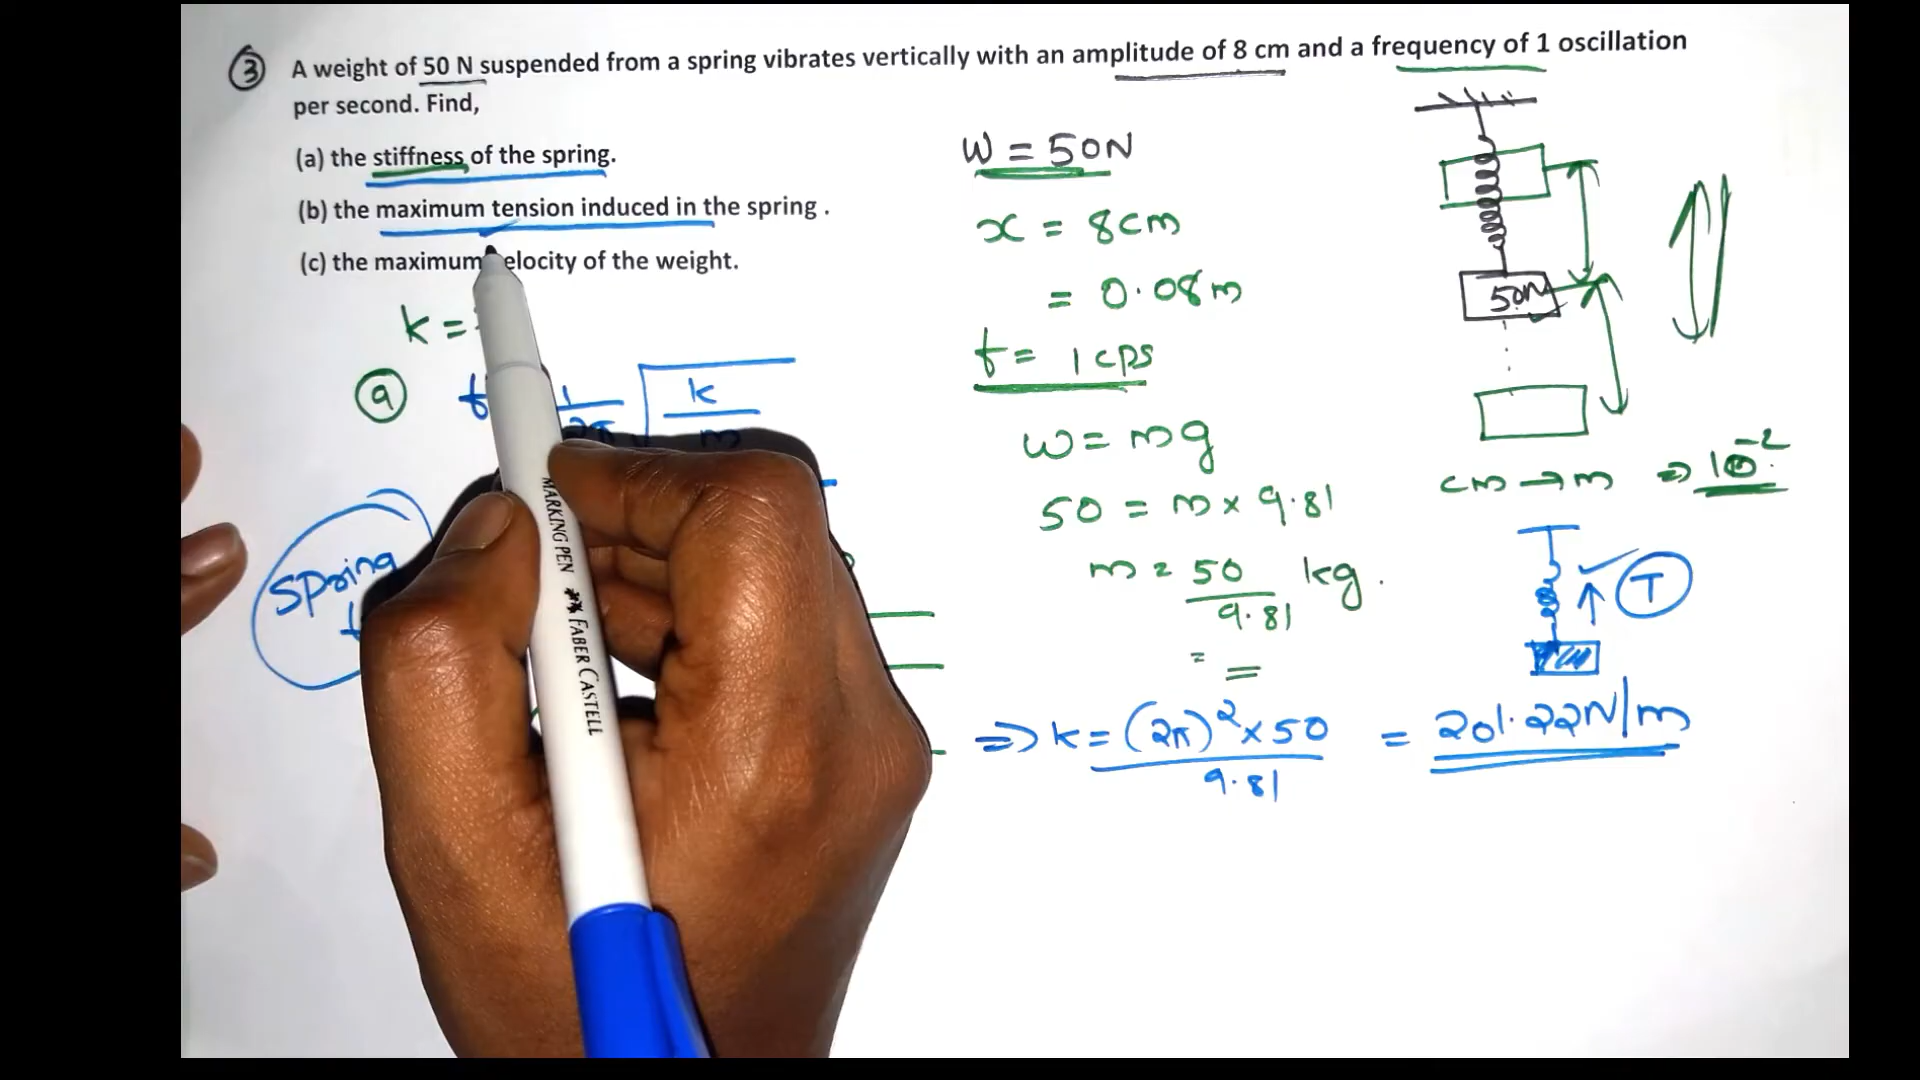 3 A weight of 50 N suspended from a spring vibrates vertically with an amplitude of 8 cm and a frequency of 1 oscillation
per second. Find,
(a) the stiffness of the spring.
(b) the maximum tension induced in the spring .
(c) the maximum elocity of the weight.
k =
a f 1 k
2π m
Spring
W = 50N
x = 8cm
= 0.08m
f = 1 cps
W = mg
50 = m x 9.81
m = 50 kg.
9.81
= =
⇒ k = (2π)² x 50 = 201.22N/m
9.81
50N
cm → m ⇒ 10⁻²
↑ T
MARKING PEN FABER CASTELL